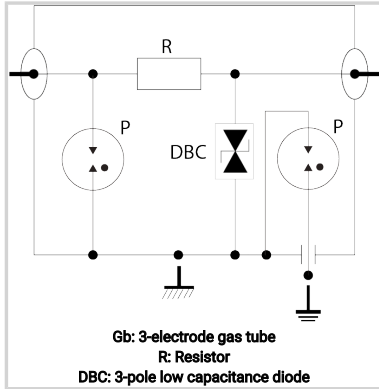 R
P
DBC
P
Gb: 3-electrode gas tube
R: Resistor
DBC: 3-pole low capacitance diode